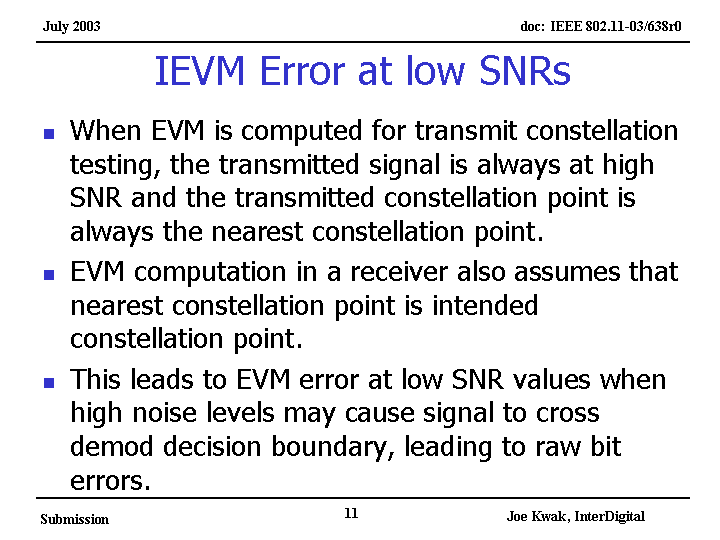 July 2003
doc: IEEE 802.11-03/638r0
IEVM Error at low SNRs
When EVM is computed for transmit constellation
testing, the transmitted signal is always at high
SNR and the transmitted constellation point is
always the nearest constellation point.
EVM computation in a receiver also assumes that
nearest constellation point is intended
constellation point.
This leads to EVM error at low SNR values when
high noise levels may cause signal to cross
demod decision boundary, leading to raw bit
errors.
Submission
11
Joe Kwak, InterDigital